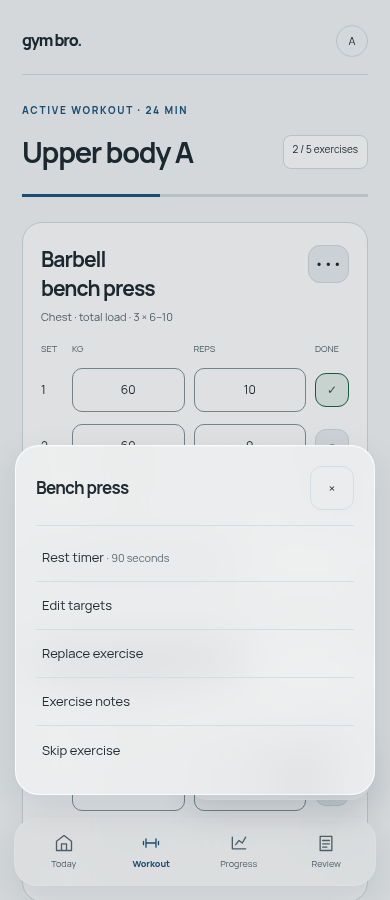 gym bro.
A
ACTIVE WORKOUT · 24 MIN
Upper body A
2 / 5 exercises
Barbell
bench press
•••
Chest · total load · 3 × 6–10
SET KG REPS DONE
1 60 10 ✓
Bench press
×
Rest timer · 90 seconds
Edit targets
Replace exercise
Exercise notes
Skip exercise
Today Workout Progress Review